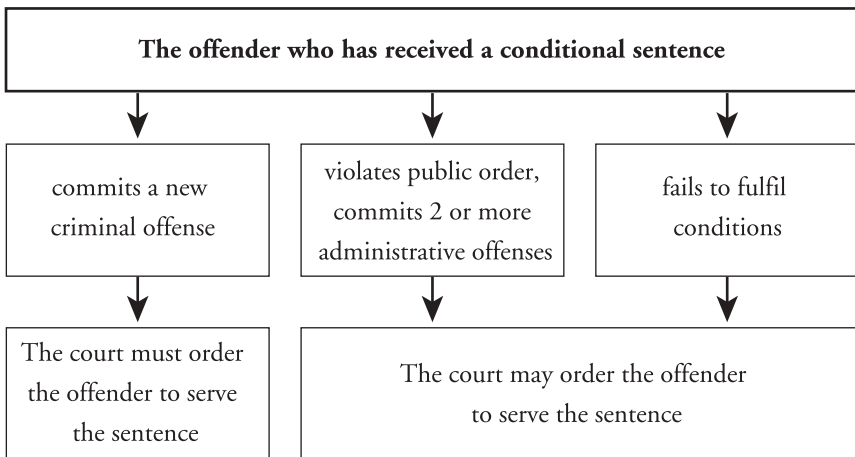 The offender who has received a conditional sentence
commits a new
criminal offense
violates public order,
commits 2 or more
administrative offenses
fails to fulfil
conditions
The court must order
the offender to serve
the sentence
The court may order the offender
to serve the sentence